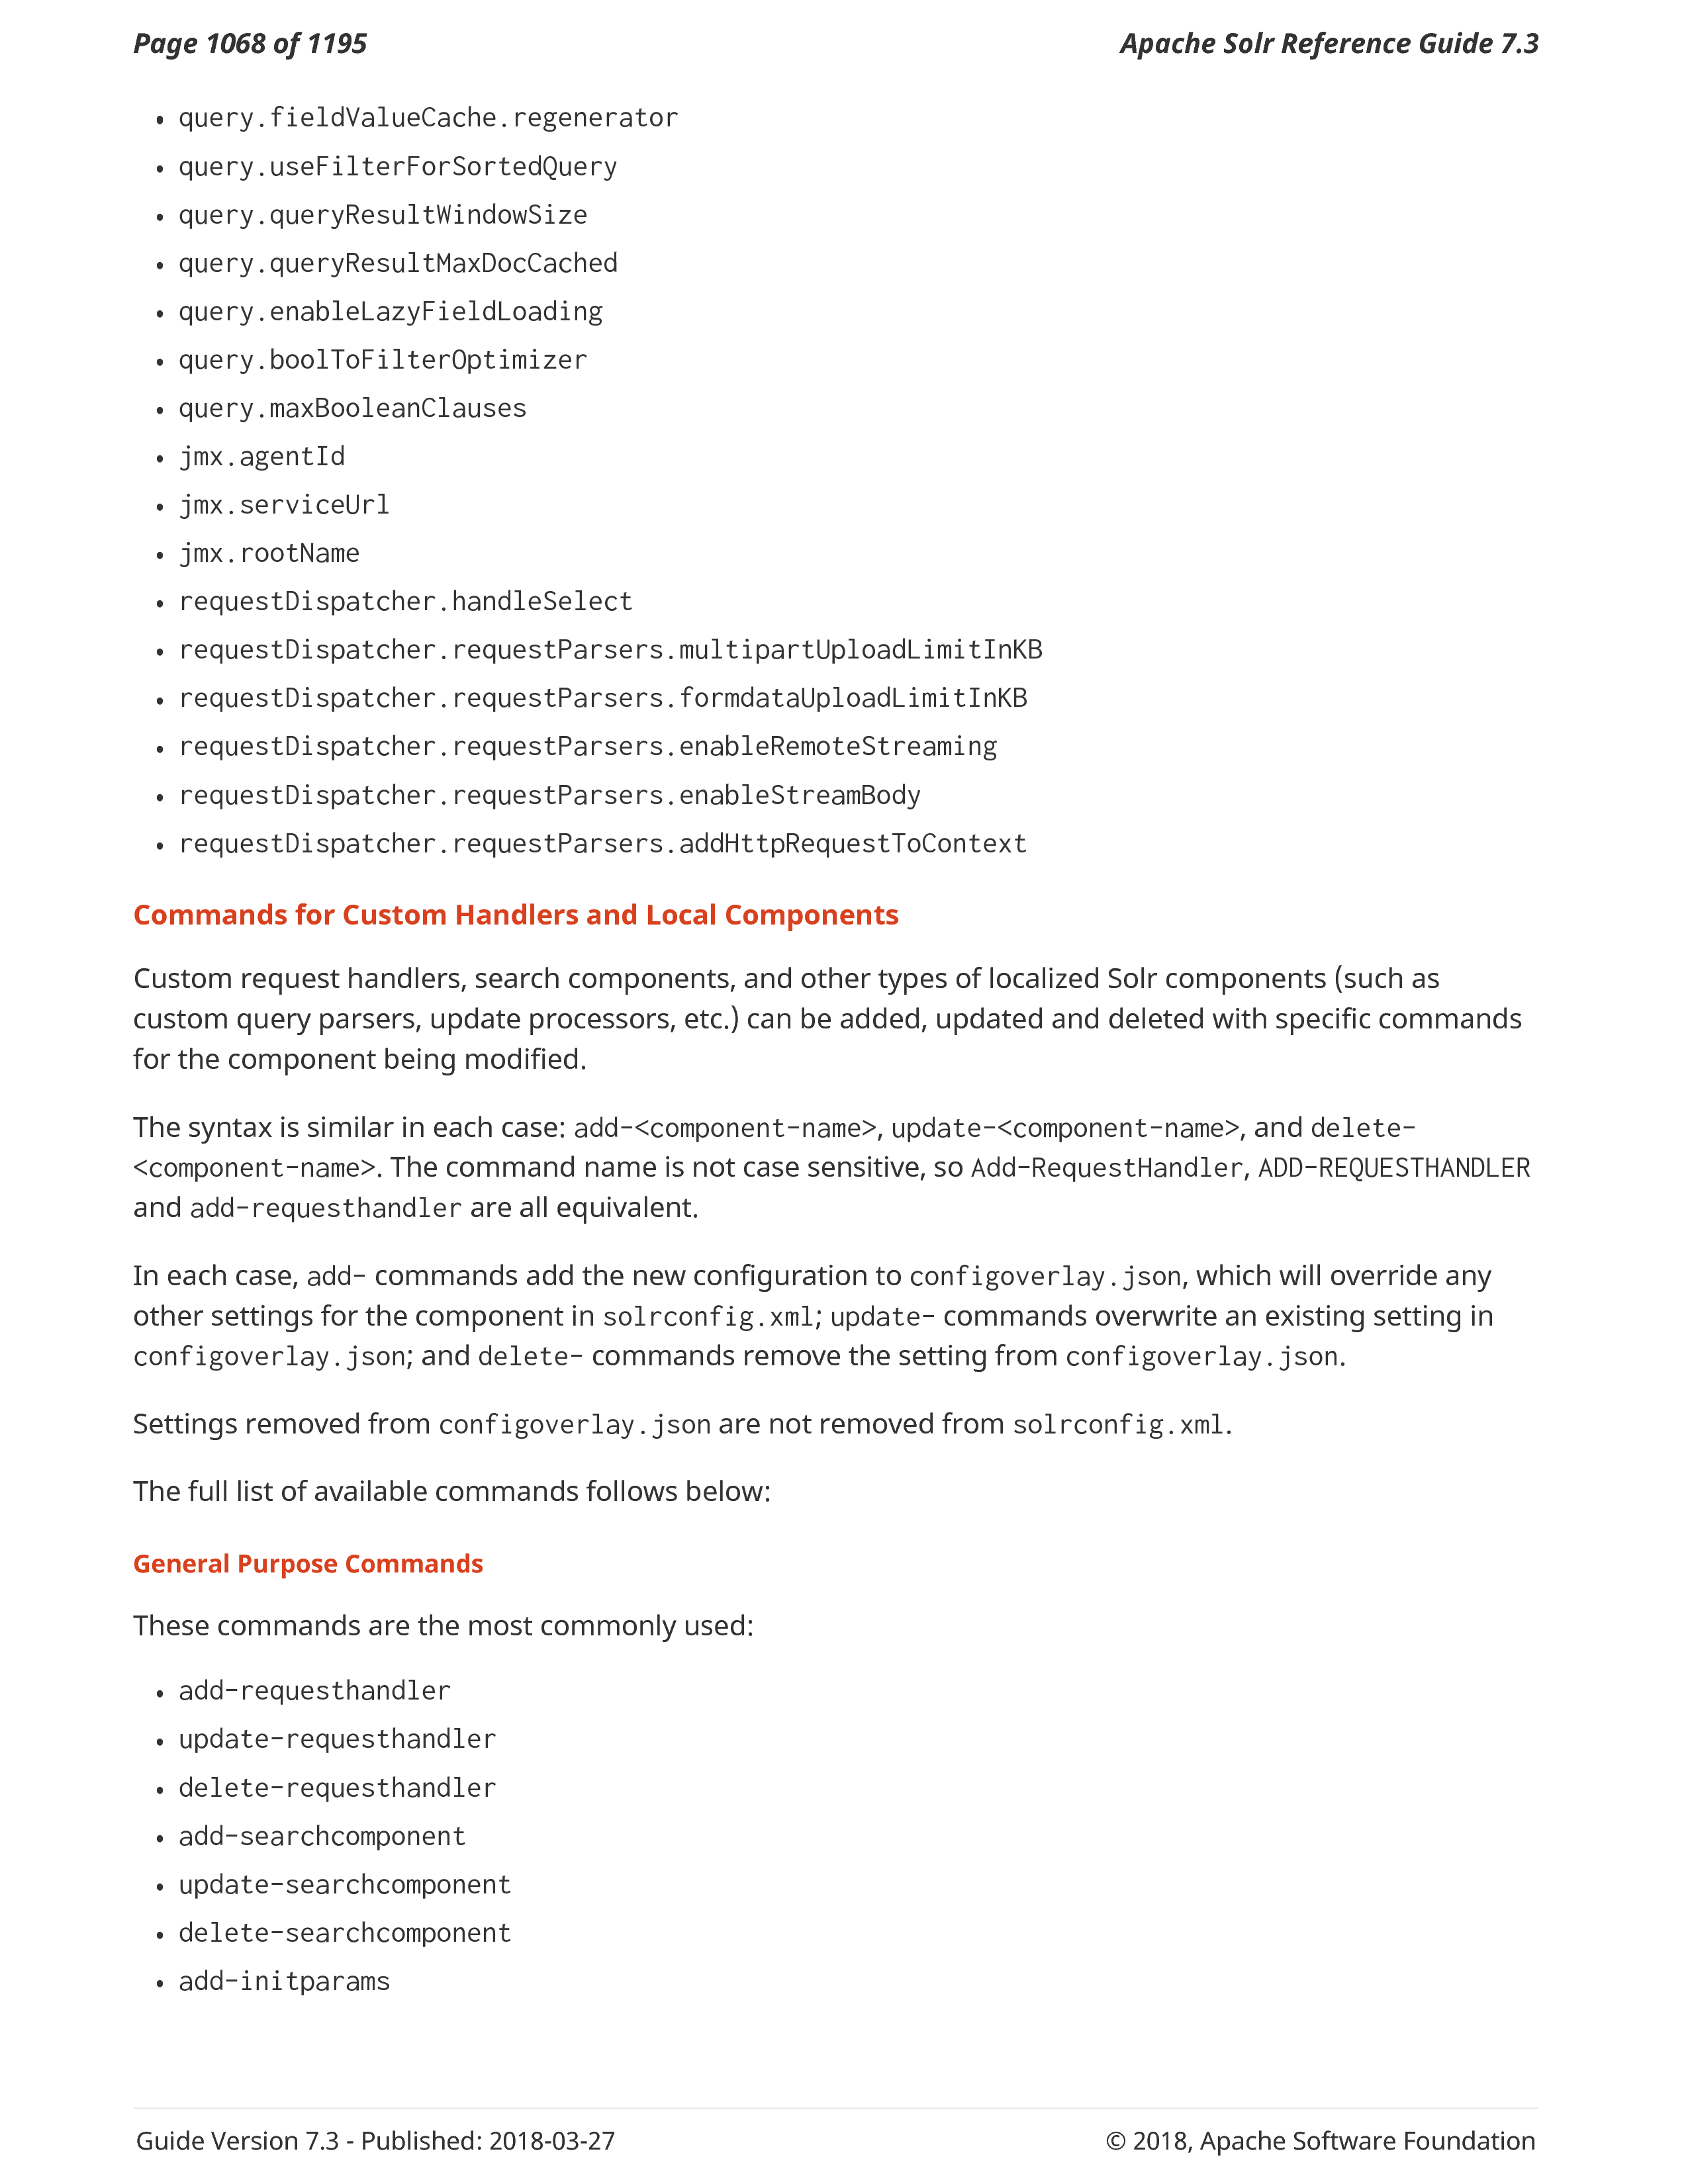 Page 1068 of 1195
Apache Solr Reference Guide 7.3
• query.fieldValueCache.regenerator
• query.useFilterForSortedQuery
• query.queryResultWindowSize
• query.queryResultMaxDocCached
• query.enableLazyFieldLoading
• query.boolToFilterOptimizer
• query.maxBooleanClauses
• jmx.agentId
• jmx.serviceUrl
• jmx.rootName
• requestDispatcher.handleSelect
• requestDispatcher.requestParsers.multipartUploadLimitInKB
• requestDispatcher.requestParsers.formdataUploadLimitInKB
• requestDispatcher.requestParsers.enableRemoteStreaming
• requestDispatcher.requestParsers.enableStreamBody
• requestDispatcher.requestParsers.addHttpRequestToContext
Commands for Custom Handlers and Local Components
Custom request handlers, search components, and other types of localized Solr components (such as
custom query parsers, update processors, etc.) can be added, updated and deleted with specific commands
for the component being modified.
The syntax is similar in each case: add-<component-name>, update-<component-name>, and delete-
<component-name>. The command name is not case sensitive, so Add-RequestHandler, ADD-REQUESTHANDLER
and add-requesthandler are all equivalent.
In each case, add- commands add the new configuration to configoverlay.json, which will override any
other settings for the component in solrconfig.xml; update- commands overwrite an existing setting in
configoverlay.json; and delete- commands remove the setting from configoverlay.json.
Settings removed from configoverlay.json are not removed from solrconfig.xml.
The full list of available commands follows below:
General Purpose Commands
These commands are the most commonly used:
• add-requesthandler
• update-requesthandler
• delete-requesthandler
• add-searchcomponent
• update-searchcomponent
• delete-searchcomponent
• add-initparams
Guide Version 7.3 - Published: 2018-03-27
© 2018, Apache Software Foundation